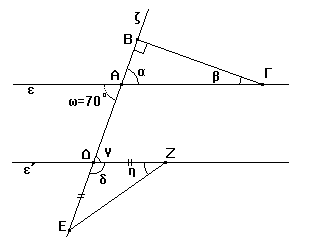 ζ
Β
Α
α
β
Γ
ε
ω=70°
Δ
γ
Ζ
ε′
δ
η
Ε